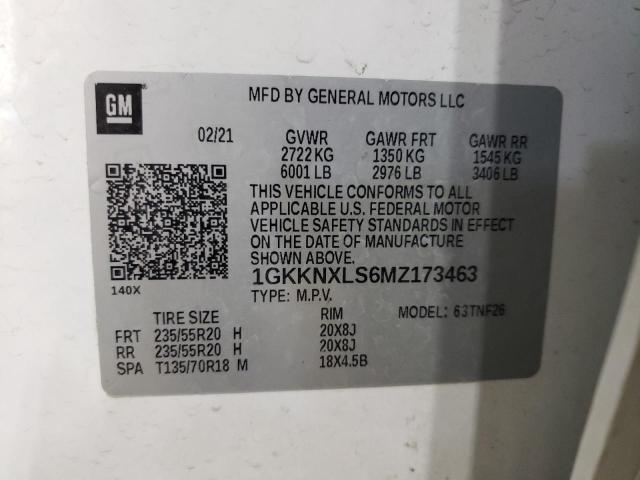 GM
MFD BY GENERAL MOTORS LLC
02/21 GVWR GAWR FRT GAWR RR
2722 KG 1350 KG 1545 KG
6001 LB 2976 LB 3406 LB
THIS VEHICLE CONFORMS TO ALL
APPLICABLE U.S. FEDERAL MOTOR
VEHICLE SAFETY STANDARDS IN EFFECT
ON THE DATE OF MANUFACTURE
SHOWN ABOVE.
1GKKNXLS6MZ173463
140X
TYPE: M.P.V. MODEL: 63TNF26
TIRE SIZE RIM
FRT 235/55R20 H 20X8J
RR 235/55R20 H 20X8J
SPA T135/70R18 M 18X4.5B